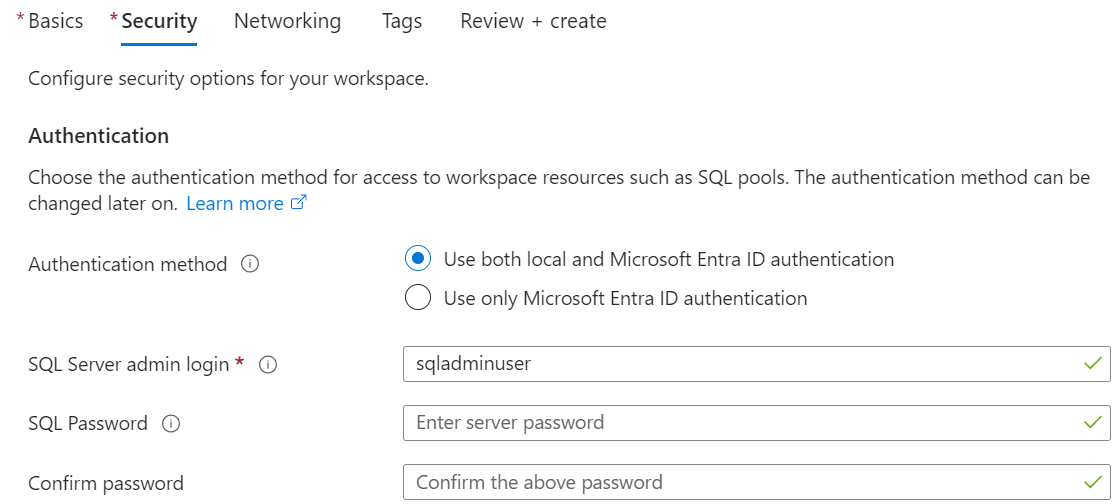 * Basics * Security Networking Tags Review + create
Configure security options for your workspace.
Authentication
Choose the authentication method for access to workspace resources such as SQL pools. The authentication method can be
changed later on. Learn more
Authentication method
Use both local and Microsoft Entra ID authentication
Use only Microsoft Entra ID authentication
SQL Server admin login * sqladminuser
SQL Password Enter server password
Confirm password Confirm the above password